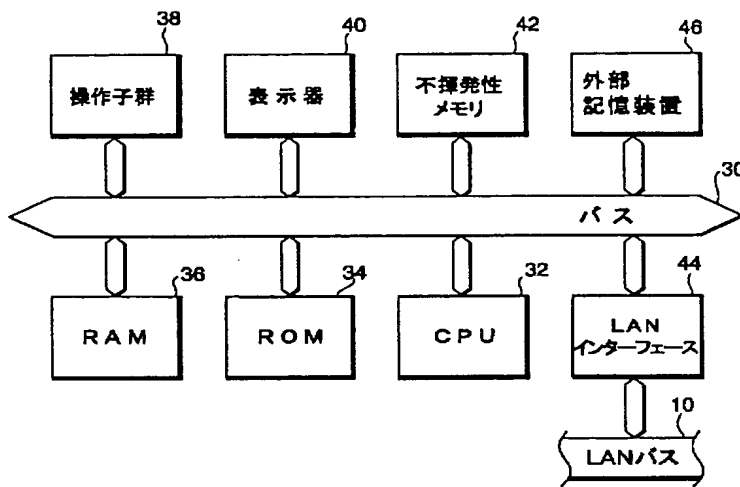 38
40
42
46
操作子群
表示器
不揮発性
メモリ
外部
記憶装置
30
バス
36
34
32
44
RAM
ROM
CPU
LAN
インターフェース
10
LANバス